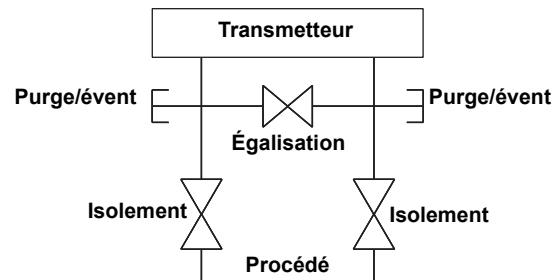 Transmetteur
Purge/évent
Purge/évent
Égalisation
Isolement
Isolement
Procédé